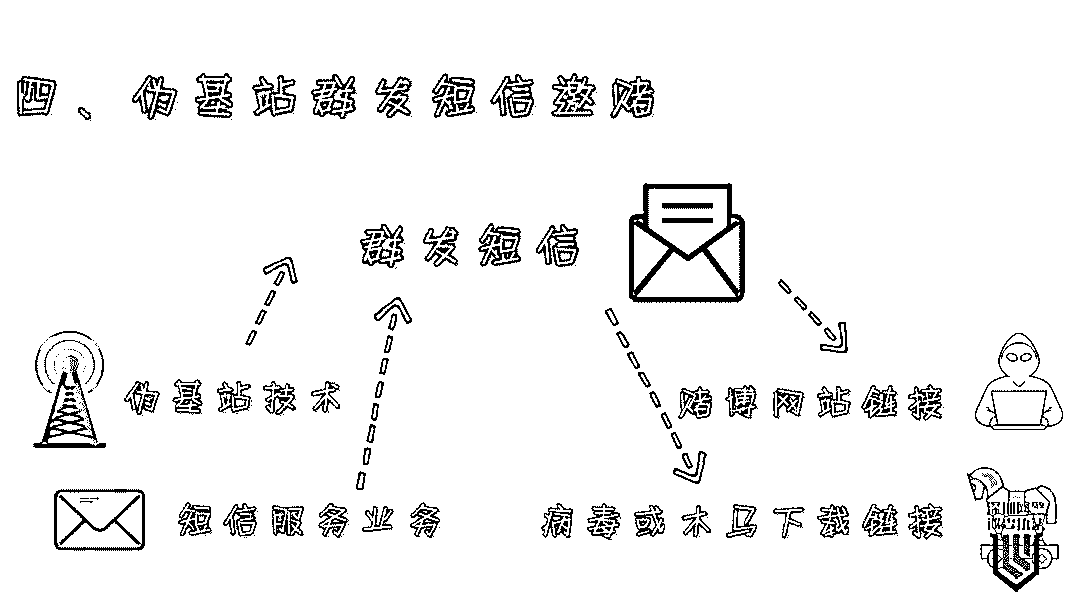 四、伪基站群发短信邀赌
群发短信
伪基站技术
赌博网站链接
短信服务业务
病毒或木马下载链接